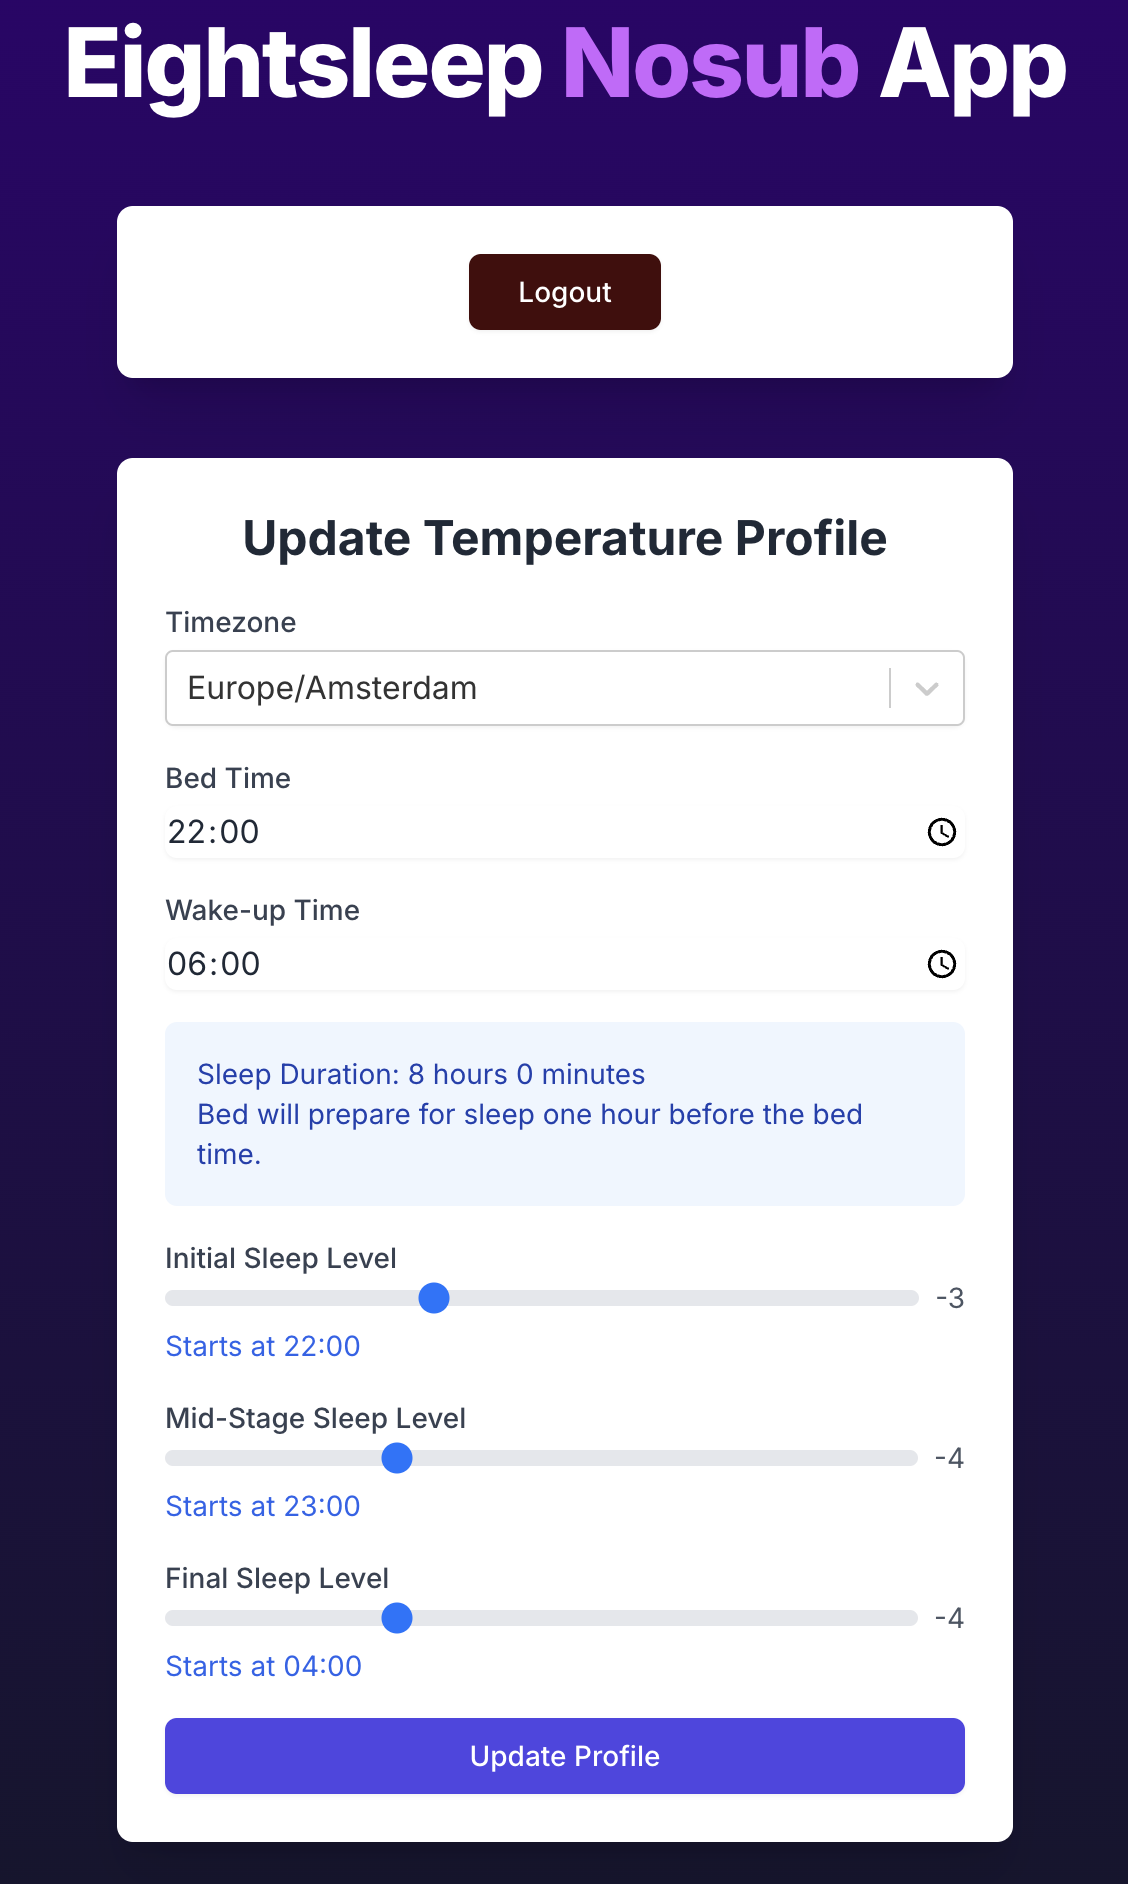 Eightsleep Nosub App
Logout
Update Temperature Profile
Timezone
Europe/Amsterdam
Bed Time
22:00
Wake-up Time
06:00
Sleep Duration: 8 hours 0 minutes
Bed will prepare for sleep one hour before the bed
time.
Initial Sleep Level
-3
Starts at 22:00
Mid-Stage Sleep Level
-4
Starts at 23:00
Final Sleep Level
-4
Starts at 04:00
Update Profile